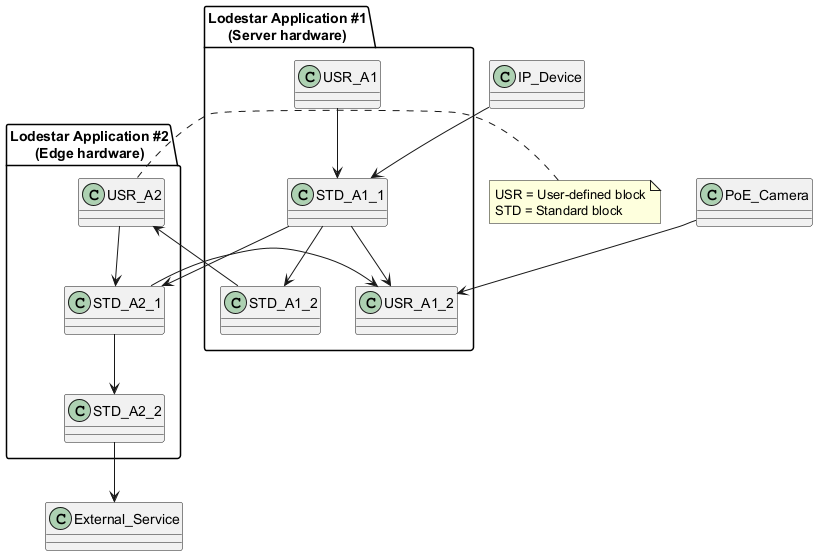 Lodestar Application #1
(Server hardware)
USR_A1
IP_Device
Lodestar Application #2
(Edge hardware)
USR_A2
STD_A1_1
USR = User-defined block
STD = Standard block
PoE_Camera
STD_A2_1
STD_A1_2
USR_A1_2
STD_A2_2
External_Service
C
C
C
C
C
C
C
C
C
C